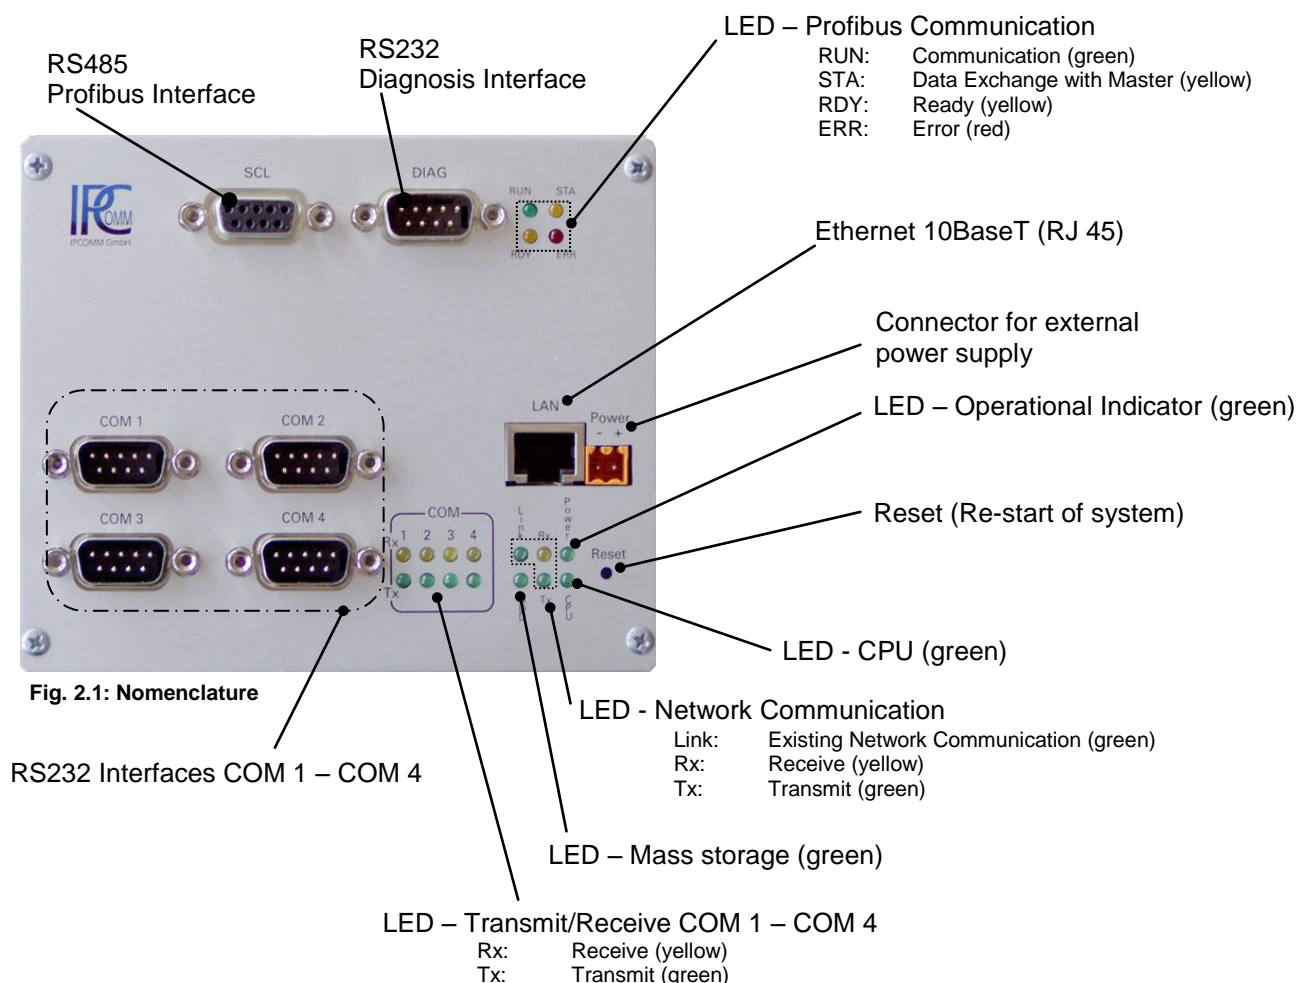 LED – Profibus Communication
RUN: Communication (green)
STA: Data Exchange with Master (yellow)
RDY: Ready (yellow)
ERR: Error (red)
RS485
Profibus Interface
RS232
Diagnosis Interface
SCL
DIAG
IPCOMM
IPCOMM GmbH
RUN
STA
RDY
ERR
Ethernet 10BaseT (RJ 45)
Connector for external
power supply
LAN
Power
- +
LED – Operational Indicator (green)
COM 1
COM 2
COM 3
COM 4
COM
1 2 3 4
Rx
Tx
Link
Rx
Power
Reset
Tx
CPU
Reset (Re-start of system)
LED - CPU (green)
Fig. 2.1: Nomenclature
LED - Network Communication
Link: Existing Network Communication (green)
Rx: Receive (yellow)
Tx: Transmit (green)
RS232 Interfaces COM 1 – COM 4
LED – Mass storage (green)
LED – Transmit/Receive COM 1 – COM 4
Rx: Receive (yellow)
Tx: Transmit (green)